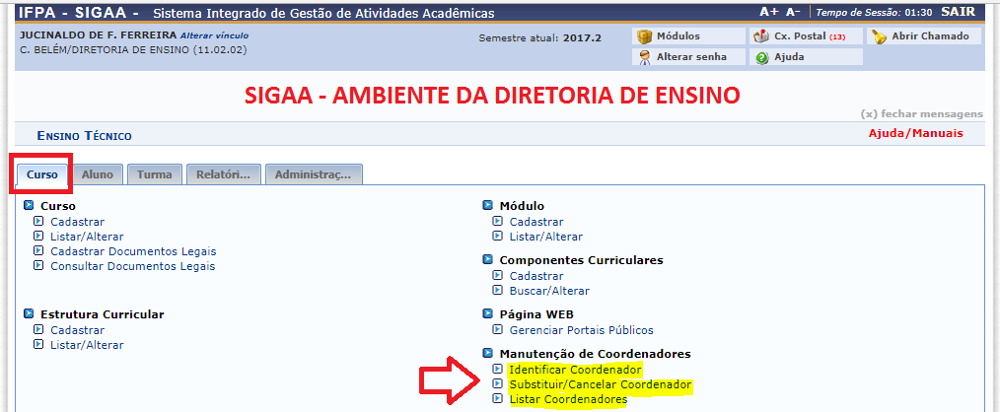 IFPA - SIGAA - Sistema Integrado de Gestão de Atividades Acadêmicas A+ A- Tempo de Sessão: 01:30 SAIR
JUCINALDO DE F. FERREIRA Alterar vínculo
C. BELÉM/DIRETORIA DE ENSINO (11.02.02)
Semestre atual: 2017.2
Módulos Cx. Postal (13) Abrir Chamado
Alterar senha Ajuda
SIGAA - AMBIENTE DA DIRETORIA DE ENSINO
(x) fechar mensagens
ENSINO TÉCNICO Ajuda/Manuais
Curso Aluno Turma Relatóri... Administraç...
Curso
Cadastrar
Listar/Alterar
Cadastrar Documentos Legais
Consultar Documentos Legais
Estrutura Curricular
Cadastrar
Listar/Alterar
Módulo
Cadastrar
Listar/Alterar
Componentes Curriculares
Cadastrar
Buscar/Alterar
Página WEB
Gerenciar Portais Públicos
Manutenção de Coordenadores
Identificar Coordenador
Substituir/Cancelar Coordenador
Listar Coordenadores